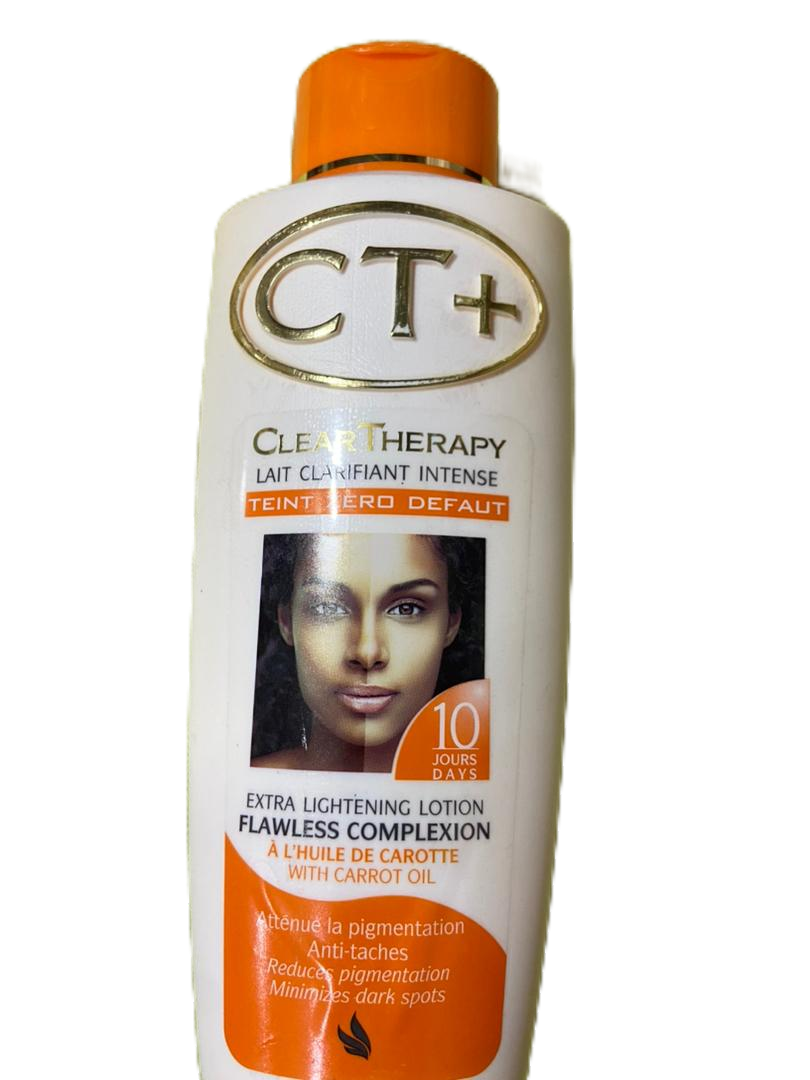 CT+
CLEARTHERAPY
LAIT CLARIFIANT INTENSE
TEINT ZERO DEFAUT
10
JOURS
DAYS
EXTRA LIGHTENING LOTION
FLAWLESS COMPLEXION
À L'HUILE DE CAROTTE
WITH CARROT OIL
Atténue la pigmentation
Anti-taches
Reduces pigmentation
Minimizes dark spots